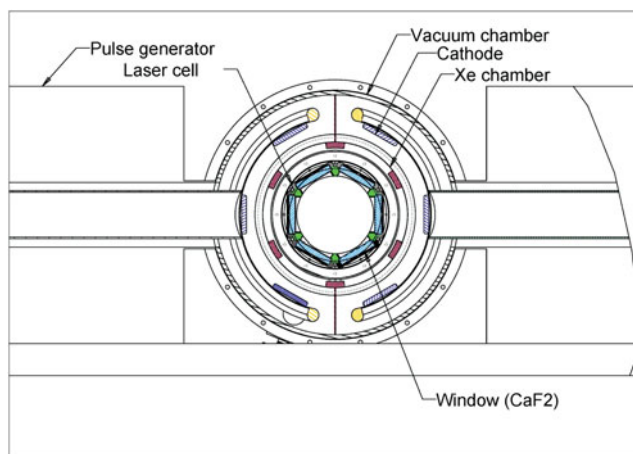 Pulse generator
Laser cell
Vacuum chamber
Cathode
Xe chamber
Window (CaF2)